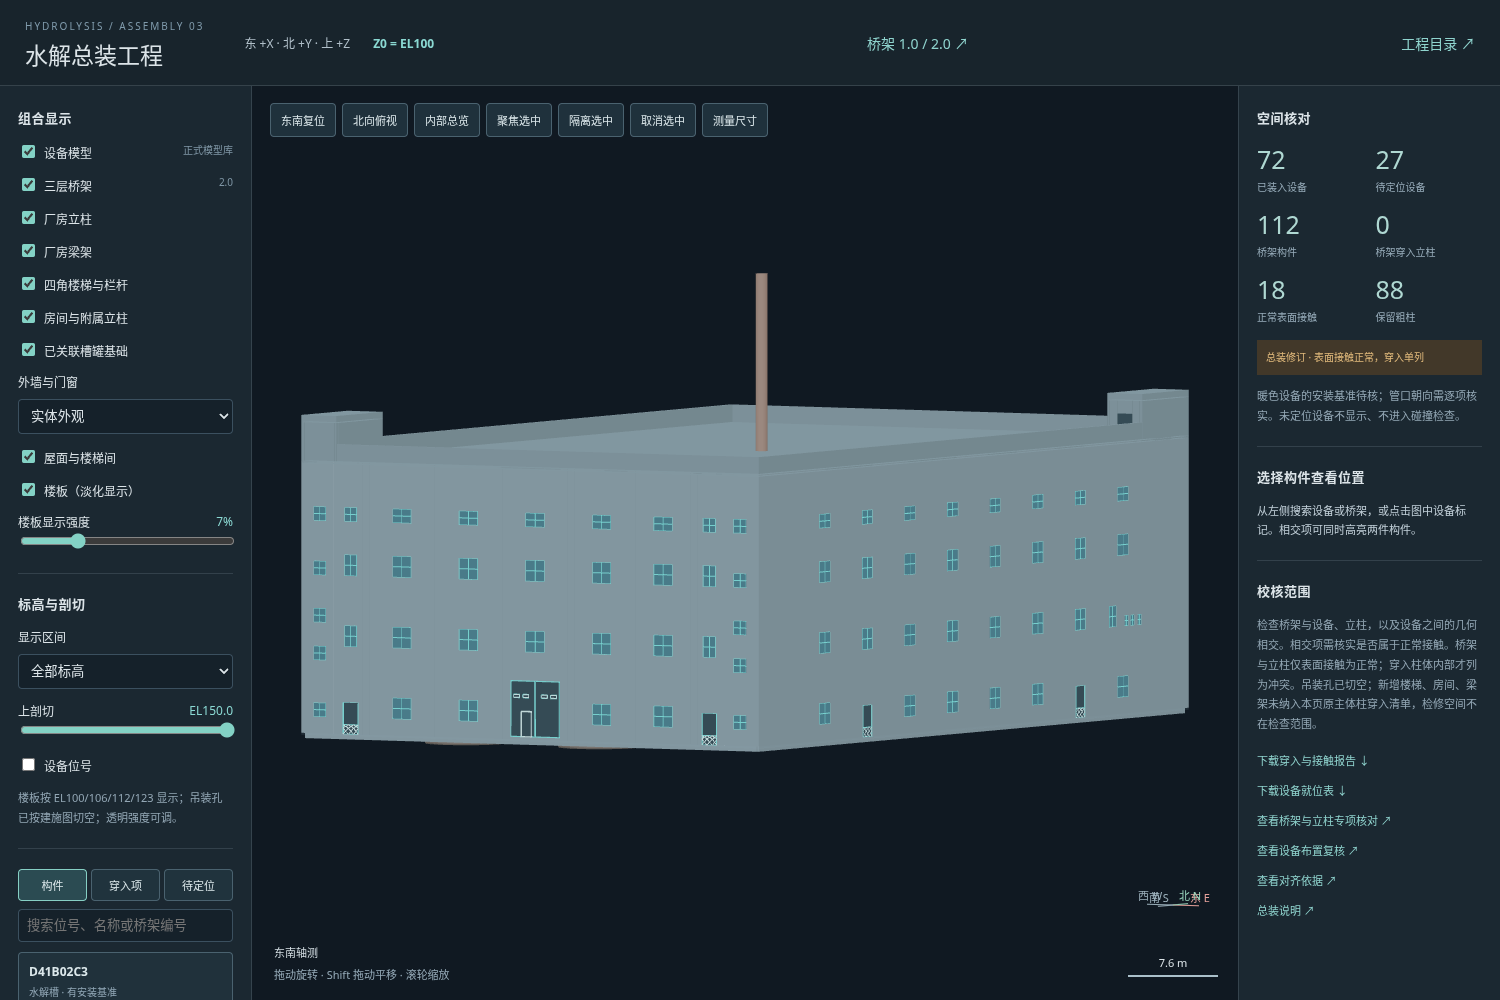 HYDROLYSIS / ASSEMBLY 03
水解总装工程
东 +X · 北 +Y · 上 +Z
Z0 = EL100
桥架 1.0 / 2.0 ↗
工程目录 ↗
组合显示
设备模型
正式模型库
三层桥架
2.0
厂房立柱
厂房梁架
四角楼梯与栏杆
房间与附属立柱
已关联槽罐基础
外墙与门窗
实体外观
屋面与楼梯间
楼板（淡化显示）
楼板显示强度
7%
标高与剖切
显示区间
全部标高
上剖切
EL150.0
设备位号
楼板按 EL100/106/112/123 显示；吊装孔
已按建施图切空；透明强度可调。
构件
穿入项
待定位
搜索位号、名称或桥架编号
D41B02C3
水解槽 · 有安装基准
东南复位
北向俯视
内部总览
聚焦选中
隔离选中
取消选中
测量尺寸
东南轴测
拖动旋转 · Shift 拖动平移 · 滚轮缩放
7.6 m
空间核对
72
已装入设备
27
待定位设备
112
桥架构件
0
桥架穿入立柱
18
正常表面接触
88
保留粗柱
总装修订 · 表面接触正常，穿入单列
暖色设备的安装基准待核；管口朝向需逐项核
实。未定位设备不显示、不进入碰撞检查。
选择构件查看位置
从左侧搜索设备或桥架，或点击图中设备标
记。相交项可同时高亮两件构件。
校核范围
检查桥架与设备、立柱，以及设备之间的几何
相交。相交项需核实是否属于正常接触。桥架
与立柱仅表面接触为正常；穿入柱体内部才列
为冲突。吊装孔已切空；新增楼梯、房间、梁
架未纳入本页原主体柱穿入清单，检修空间不
在检查范围。
下载穿入与接触报告 ↓
下载设备就位表 ↓
查看桥架与立柱专项核对 ↗
查看设备布置复核 ↗
查看对齐依据 ↗
总装说明 ↗